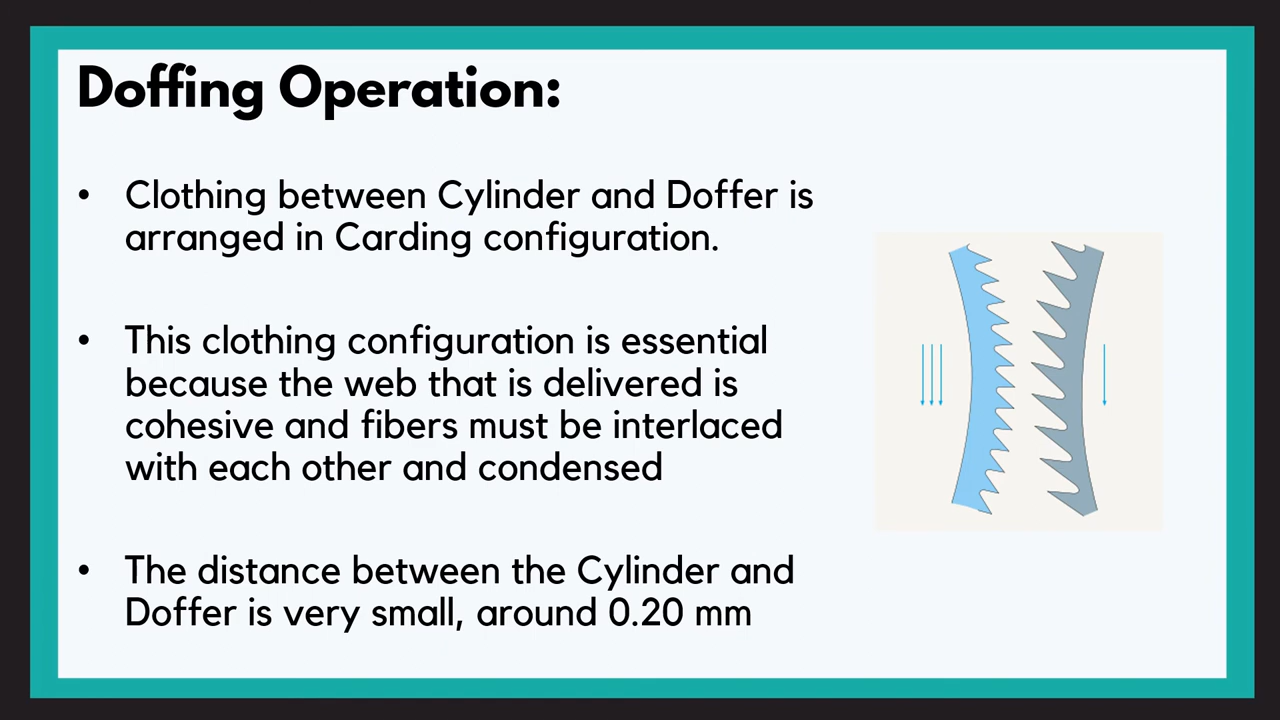 Doffing Operation:
• Clothing between Cylinder and Doffer is
arranged in Carding configuration.
• This clothing configuration is essential
because the web that is delivered is
cohesive and fibers must be interlaced
with each other and condensed
• The distance between the Cylinder and
Doffer is very small, around 0.20 mm